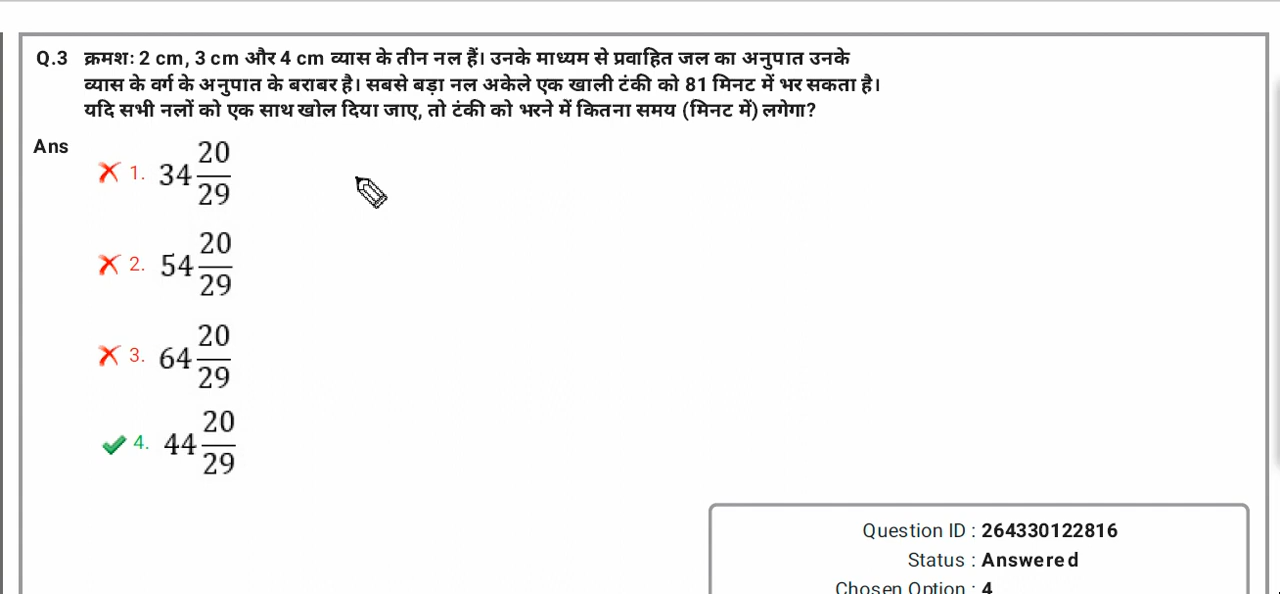 Q.3 क्रमशः 2 cm, 3 cm और 4 cm व्यास के तीन नल हैं। उनके माध्यम से प्रवाहित जल का अनुपात उनके
व्यास के वर्ग के अनुपात के बराबर है। सबसे बड़ा नल अकेले एक खाली टंकी को 81 मिनट में भर सकता है।
यदि सभी नलों को एक साथ खोल दिया जाए, तो टंकी को भरने में कितना समय (मिनट में) लगेगा?
Ans
1. 34 20/29
2. 54 20/29
3. 64 20/29
4. 44 20/29
Question ID : 264330122816
Status : Answered
Chosen Option : 4